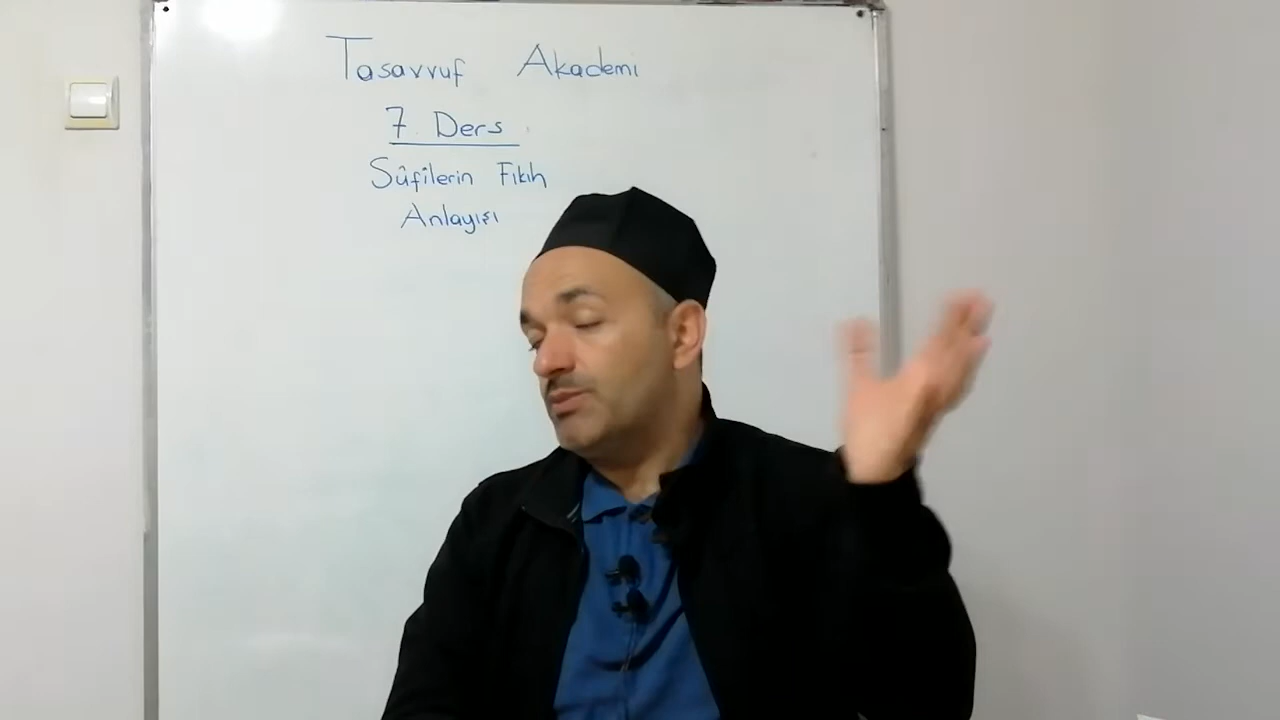 Tasavvuf Akademi
7. Ders
Sûfilerin Fıkıh
Anlayışı